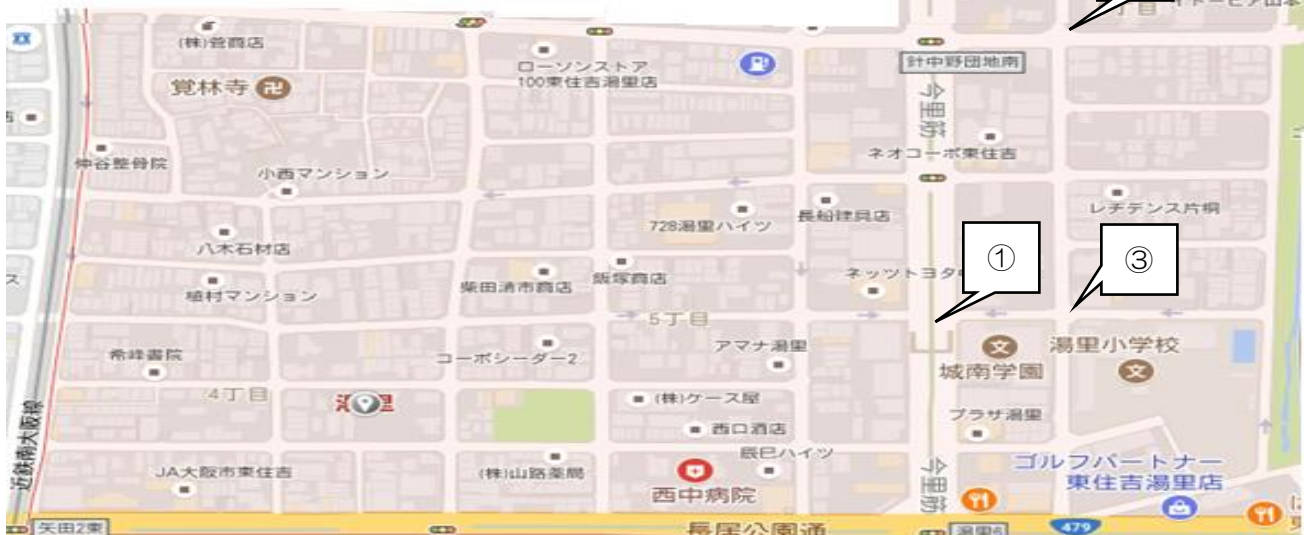 (株)菅商店
覚林寺
ローソンストア
100東住吉湯里店
針中野団地南
今里筋
仲谷整骨院
小西マンション
ネオコーポ東住吉
八木石材店
728湯里ハイツ
長船建具店
レヂデンス片桐
①
③
植村マンション
柴田清市商店
飯塚商店
ネッツトヨタ
5丁目
希峰書院
コーポシーダー2
アマナ湯里
城南学園
湯里小学校
4丁目
(株)ケース屋
西口酒店
プラザ湯里
近鉄南大阪線
JA大阪市東住吉
(株)山路薬局
辰巳ハイツ
西中病院
今里筋
ゴルフパートナー
東住吉湯里店
矢田2東
長居公園通
湯里6
479